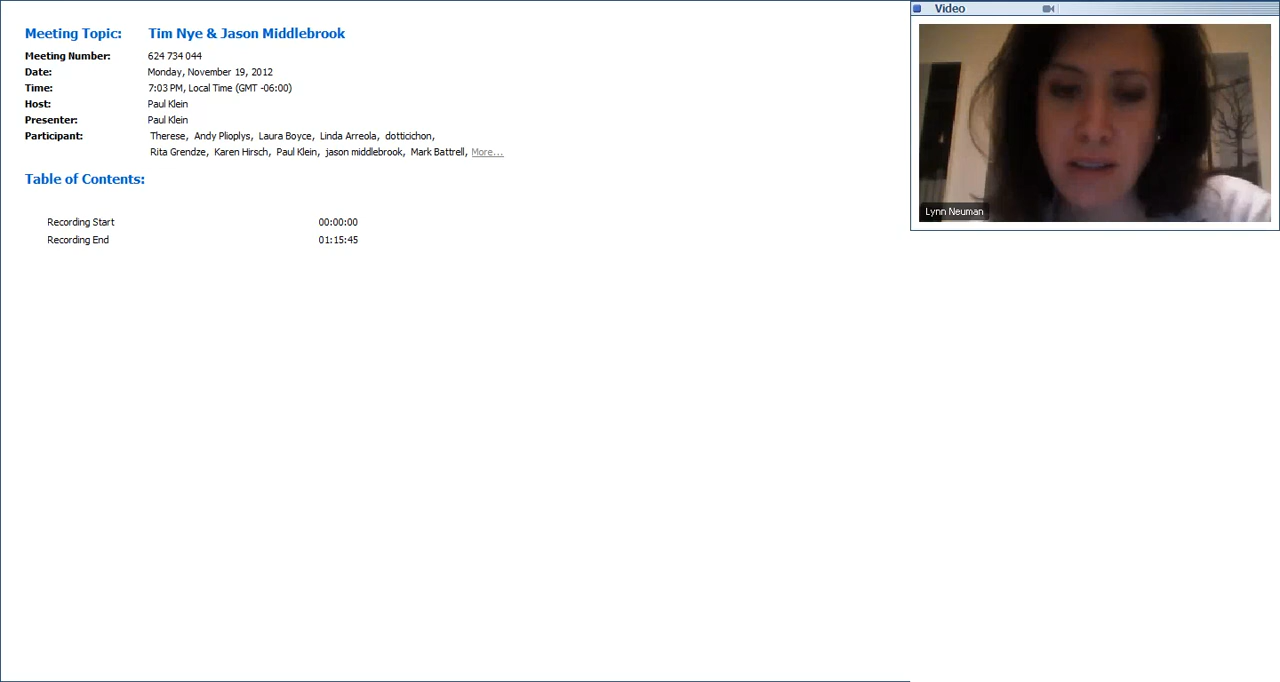 Meeting Topic: Tim Nye & Jason Middlebrook
Meeting Number: 624 734 044
Date: Monday, November 19, 2012
Time: 7:03 PM, Local Time (GMT -06:00)
Host: Paul Klein
Presenter: Paul Klein
Participant: Therese, Andy Plioplys, Laura Boyce, Linda Arreola, dotticichon,
Rita Grendze, Karen Hirsch, Paul Klein, jason middlebrook, Mark Battrell, More...
Table of Contents:
Recording Start 00:00:00
Recording End 01:15:45
Video
Lynn Neuman